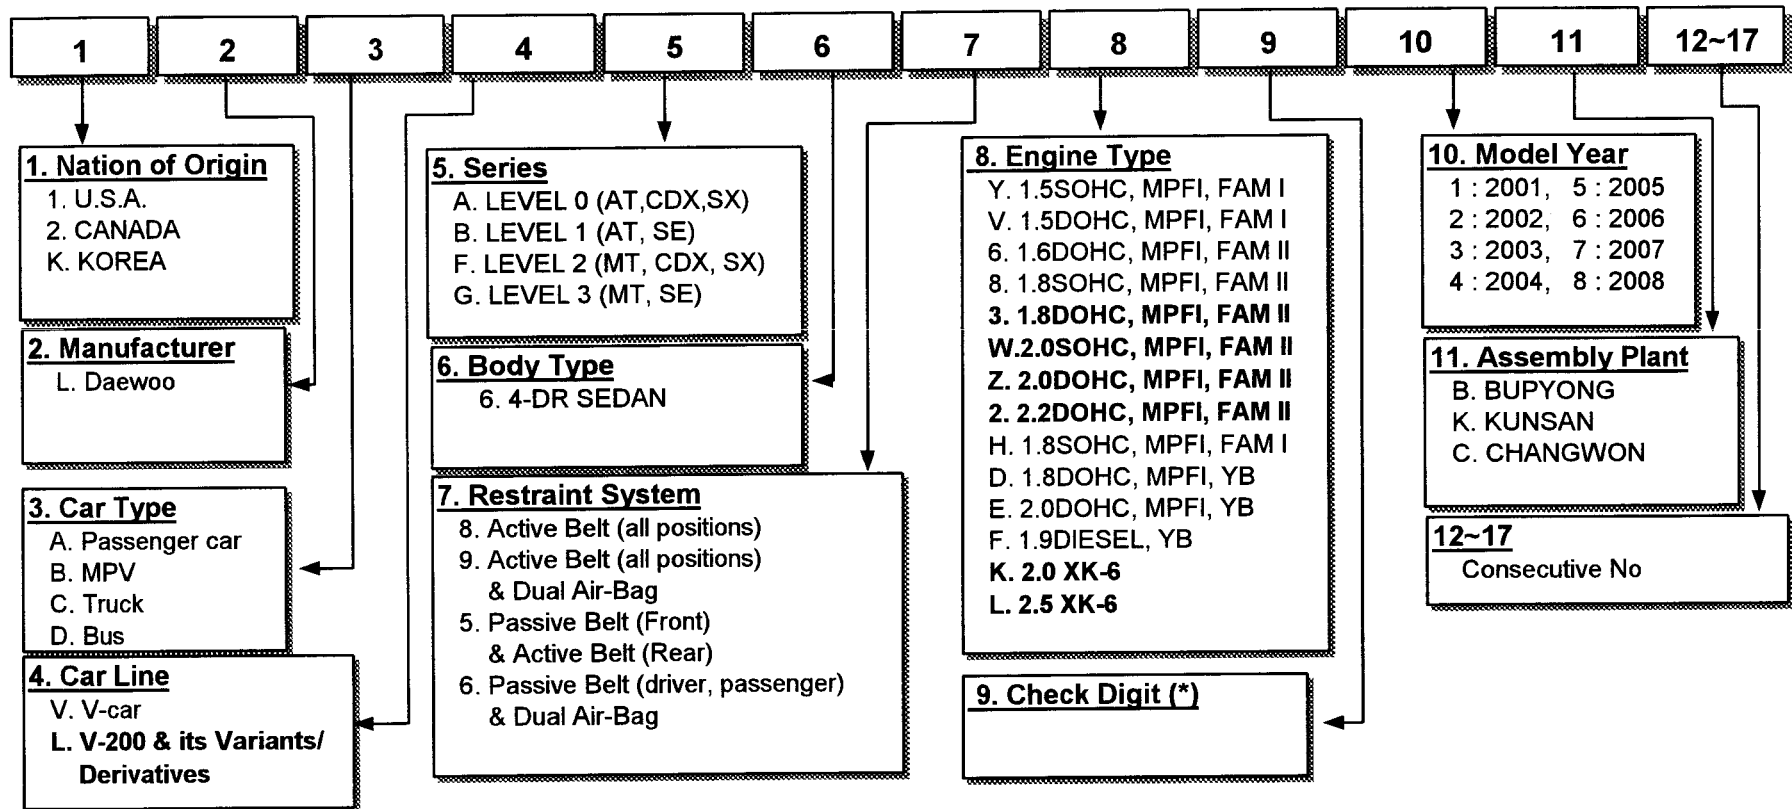 1 2 3 4 5 6 7 8 9 10 11 12~17
1. Nation of Origin
1. U.S.A.
2. CANADA
K. KOREA
2. Manufacturer
L. Daewoo
3. Car Type
A. Passenger car
B. MPV
C. Truck
D. Bus
4. Car Line
V. V-car
L. V-200 & its Variants/
Derivatives
5. Series
A. LEVEL 0 (AT,CDX,SX)
B. LEVEL 1 (AT, SE)
F. LEVEL 2 (MT, CDX, SX)
G. LEVEL 3 (MT, SE)
6. Body Type
6. 4-DR SEDAN
7. Restraint System
8. Active Belt (all positions)
9. Active Belt (all positions)
& Dual Air-Bag
5. Passive Belt (Front)
& Active Belt (Rear)
6. Passive Belt (driver, passenger)
& Dual Air-Bag
8. Engine Type
Y. 1.5SOHC, MPFI, FAM I
V. 1.5DOHC, MPFI, FAM I
6. 1.6DOHC, MPFI, FAM II
8. 1.8SOHC, MPFI, FAM II
3. 1.8DOHC, MPFI, FAM II
W.2.0SOHC, MPFI, FAM II
Z. 2.0DOHC, MPFI, FAM II
2. 2.2DOHC, MPFI, FAM II
H. 1.8SOHC, MPFI, FAM I
D. 1.8DOHC, MPFI, YB
E. 2.0DOHC, MPFI, YB
F. 1.9DIESEL, YB
K. 2.0 XK-6
L. 2.5 XK-6
9. Check Digit (*)
10. Model Year
1 : 2001, 5 : 2005
2 : 2002, 6 : 2006
3 : 2003, 7 : 2007
4 : 2004, 8 : 2008
11. Assembly Plant
B. BUPYONG
K. KUNSAN
C. CHANGWON
12~17
Consecutive No